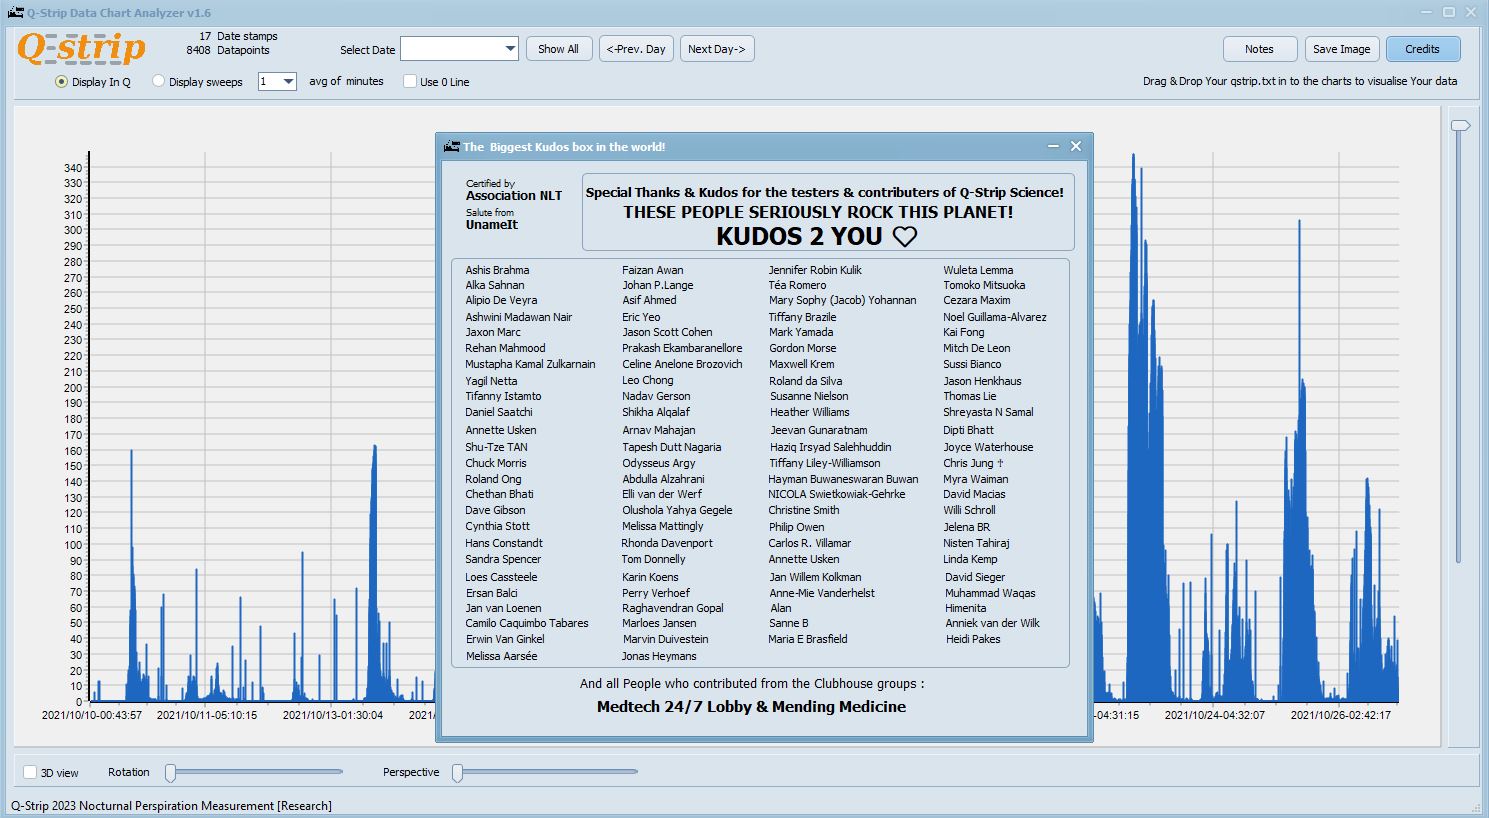 Q-Strip Data Chart Analyzer v1.6
Q-strip
17 Date stamps
8408 Datapoints
Select Date
Show All
<-Prev. Day
Next Day->
Notes
Save Image
Credits
Display In Q
Display sweeps
1
avg of minutes
Use 0 Line
Drag & Drop Your qstrip.txt in to the charts to visualise Your data
340
330
320
310
300
290
280
270
260
250
240
230
220
210
200
190
180
170
160
150
140
130
120
110
100
90
80
70
60
50
40
30
20
10
0
2021/10/10-00:43:57
2021/10/11-05:10:15
2021/10/13-01:30:04
2021/
-04:31:15
2021/10/24-04:32:07
2021/10/26-02:42:17
The Biggest Kudos box in the world!
Certified by
Association NLT
Salute from
UnameIt
Special Thanks & Kudos for the testers & contributers of Q-Strip Science!
THESE PEOPLE SERIOUSLY ROCK THIS PLANET!
KUDOS 2 YOU ♡
Ashis Brahma
Alka Sahnan
Alipio De Veyra
Ashwini Madawan Nair
Jaxon Marc
Rehan Mahmood
Mustapha Kamal Zulkarnain
Yagil Netta
Tifanny Istamto
Daniel Saatchi
Annette Usken
Shu-Tze TAN
Chuck Morris
Roland Ong
Chethan Bhati
Dave Gibson
Cynthia Stott
Hans Constandt
Sandra Spencer
Loes Cassteele
Ersan Balci
Jan van Loenen
Camilo Caquimbo Tabares
Erwin Van Ginkel
Melissa Aarsée
Faizan Awan
Johan P.Lange
Asif Ahmed
Eric Yeo
Jason Scott Cohen
Prakash Ekambaranellore
Celine Anelone Brozovich
Leo Chong
Nadav Gerson
Shikha Alqalaf
Arnav Mahajan
Tapesh Dutt Nagaria
Odysseus Argy
Abdulla Alzahrani
Elli van der Werf
Olushola Yahya Gegele
Melissa Mattingly
Rhonda Davenport
Tom Donnelly
Karin Koens
Perry Verhoef
Raghavendran Gopal
Marloes Jansen
Marvin Duivestein
Jonas Heymans
Jennifer Robin Kulik
Téa Romero
Mary Sophy (Jacob) Yohannan
Tiffany Brazile
Mark Yamada
Gordon Morse
Maxwell Krem
Roland da Silva
Susanne Nielson
Heather Williams
Jeevan Gunaratnam
Haziq Irsyad Salehhuddin
Tiffany Liley-Williamson
Hayman Buwaneswaran Buwan
NICOLA Swietkowiak-Gehrke
Christine Smith
Philip Owen
Carlos R. Villamar
Annette Usken
Jan Willem Kolkman
Anne-Mie Vanderhelst
Alan
Sanne B
Maria E Brasfield
Wuleta Lemma
Tomoko Mitsuoka
Cezara Maxim
Noel Guillama-Alvarez
Kai Fong
Mitch De Leon
Sussi Bianco
Jason Henkhaus
Thomas Lie
Shreyasta N Samal
Dipti Bhatt
Joyce Waterhouse
Chris Jung ✝
Myra Waiman
David Macias
Willi Schroll
Jelena BR
Nisten Tahiraj
Linda Kemp
David Sieger
Muhammad Waqas
Himenita
Anniek van der Wilk
Heidi Pakes
And all People who contributed from the Clubhouse groups :
Medtech 24/7 Lobby & Mending Medicine
3D view
Rotation
Perspective
Q-Strip 2023 Nocturnal Perspiration Measurement [Research]